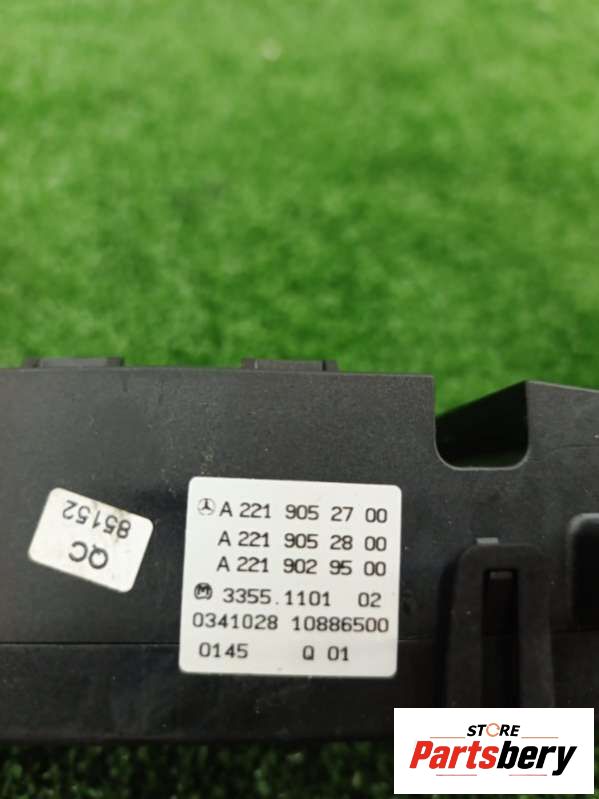 A 221 905 27 00
A 221 905 28 00
A 221 902 95 00
M 3355.1101 02
0341028 10886500
0145 Q 01
QC
85152
STORE
Partsbery